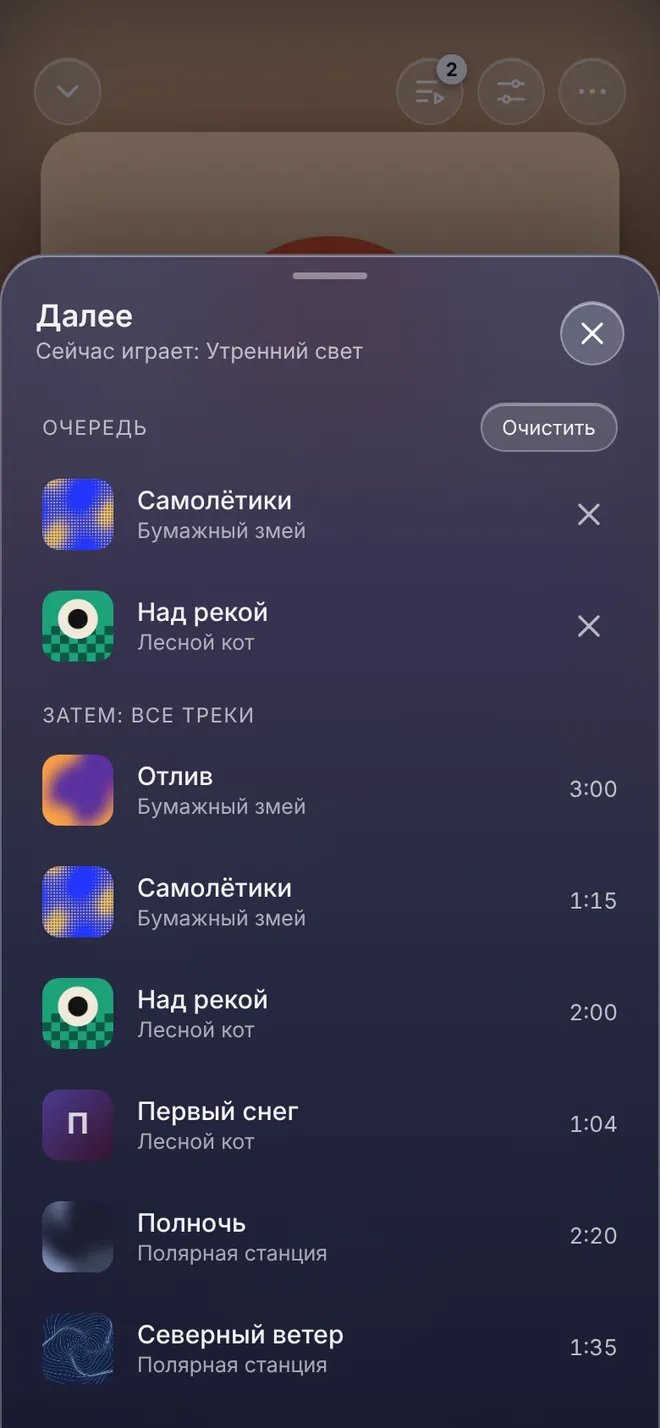 2
Далее
Сейчас играет: Утренний свет
ОЧЕРЕДЬ
Очистить
Самолётики
Бумажный змей
Над рекой
Лесной кот
ЗАТЕМ: ВСЕ ТРЕКИ
Отлив
Бумажный змей
3:00
Самолётики
Бумажный змей
1:15
Над рекой
Лесной кот
2:00
П
Первый снег
Лесной кот
1:04
Полночь
Полярная станция
2:20
Северный ветер
Полярная станция
1:35